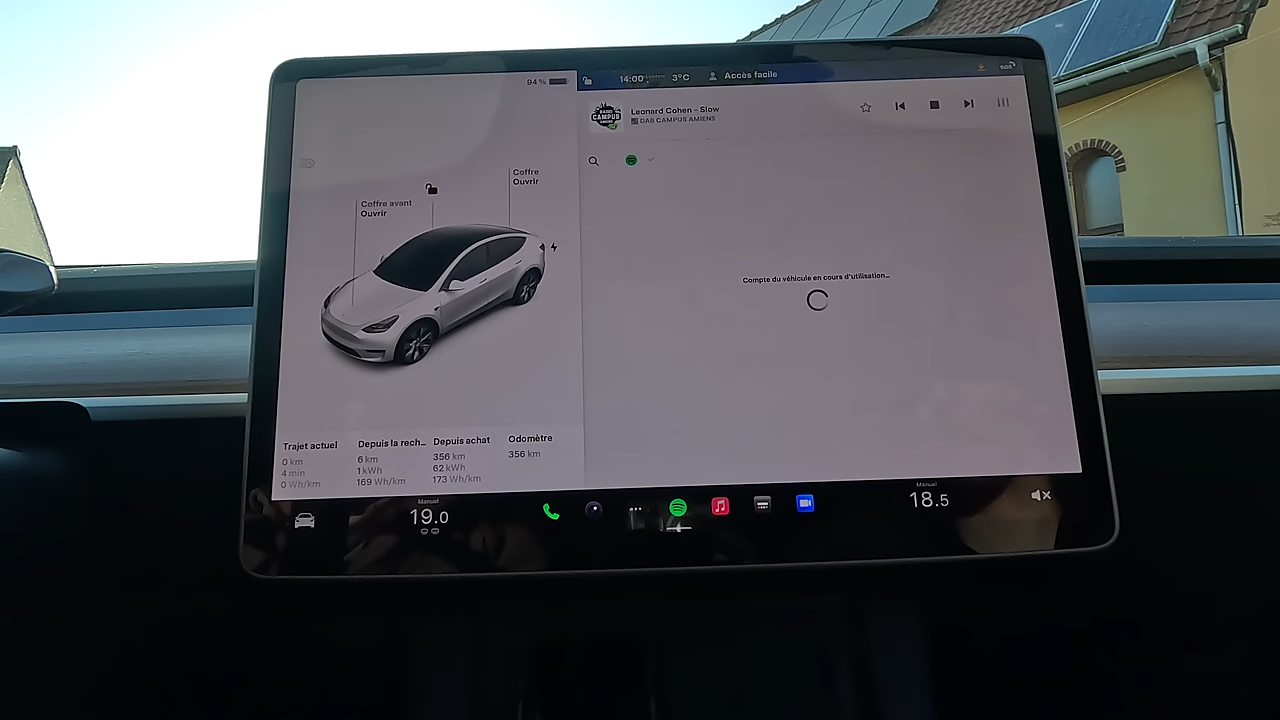 94 %
14:00
3°C
Accès facile
SOS
CAMPUS
Leonard Cohen - Slow
DAB CAMPUS AMIENS
Coffre
Ouvrir
Coffre avant
Ouvrir
Compte du véhicule en cours d'utilisation...
Trajet actuel
0 km
4 min
0 Wh/km
Depuis la rech...
6 km
1 kWh
169 Wh/km
Depuis achat
356 km
62 kWh
173 Wh/km
Odomètre
356 km
Manuel
19.0
Manuel
18.5